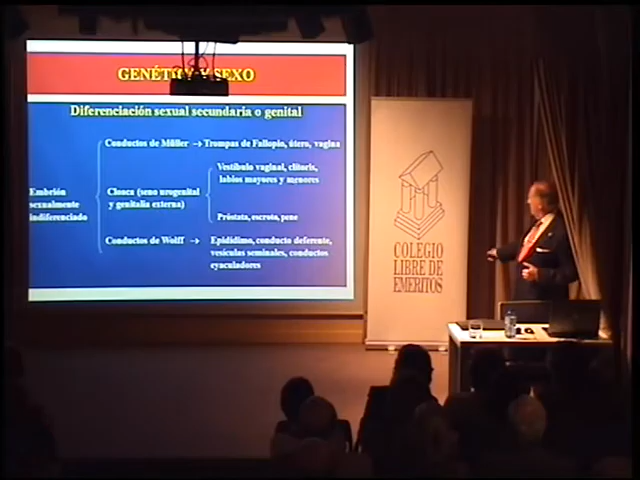 GENÉTICA Y SEXO
Diferenciación sexual secundaria o genital
Conductos de Müller → Trompas de Falopio, útero, vagina
Embrión
sexualmente
indiferenciado
Cloaca (seno urogenital
y genitalia externa)
Vestíbulo vaginal, clítoris,
labios mayores y menores
Próstata, escroto, pene
Conductos de Wolff →
Epidídimo, conducto deferente,
vesículas seminales, conductos
eyaculadores
COLEGIO
LIBRE DE
EMERITOS